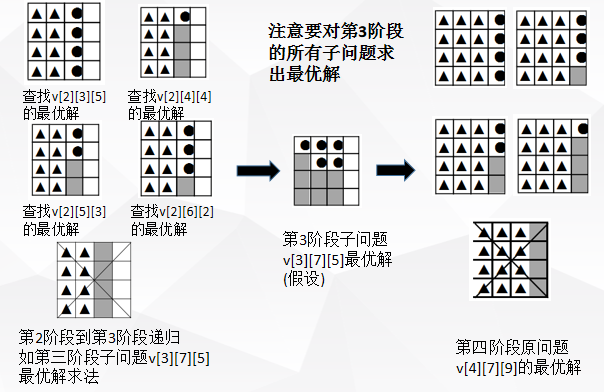 注意要对第3阶段
的所有子问题求
出最优解
查找v[2][3][5]
的最优解
查找v[2][4][4]
的最优解
查找v[2][5][3]
的最优解
查找v[2][6][2]
的最优解
第3阶段子问题
v[3][7][5]最优解
(假设)
第2阶段到第3阶段递归
如第三阶段子问题v[3][7][5]
最优解求法
第四阶段原问题
v[4][7][9]的最优解